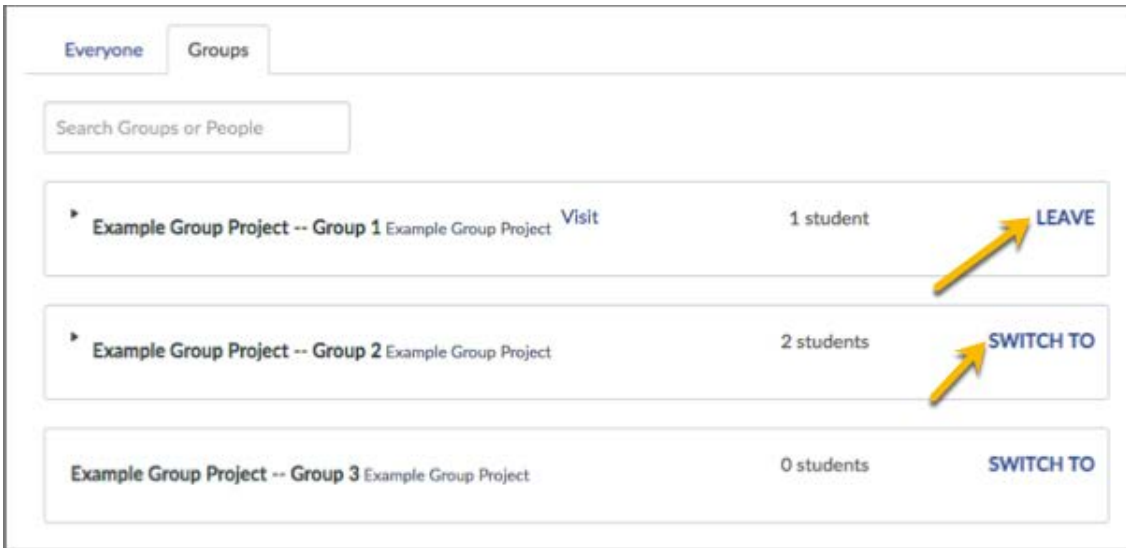 Everyone Groups
Search Groups or People
Example Group Project -- Group 1 Example Group Project Visit 1 student LEAVE
Example Group Project -- Group 2 Example Group Project 2 students SWITCH TO
Example Group Project -- Group 3 Example Group Project 0 students SWITCH TO